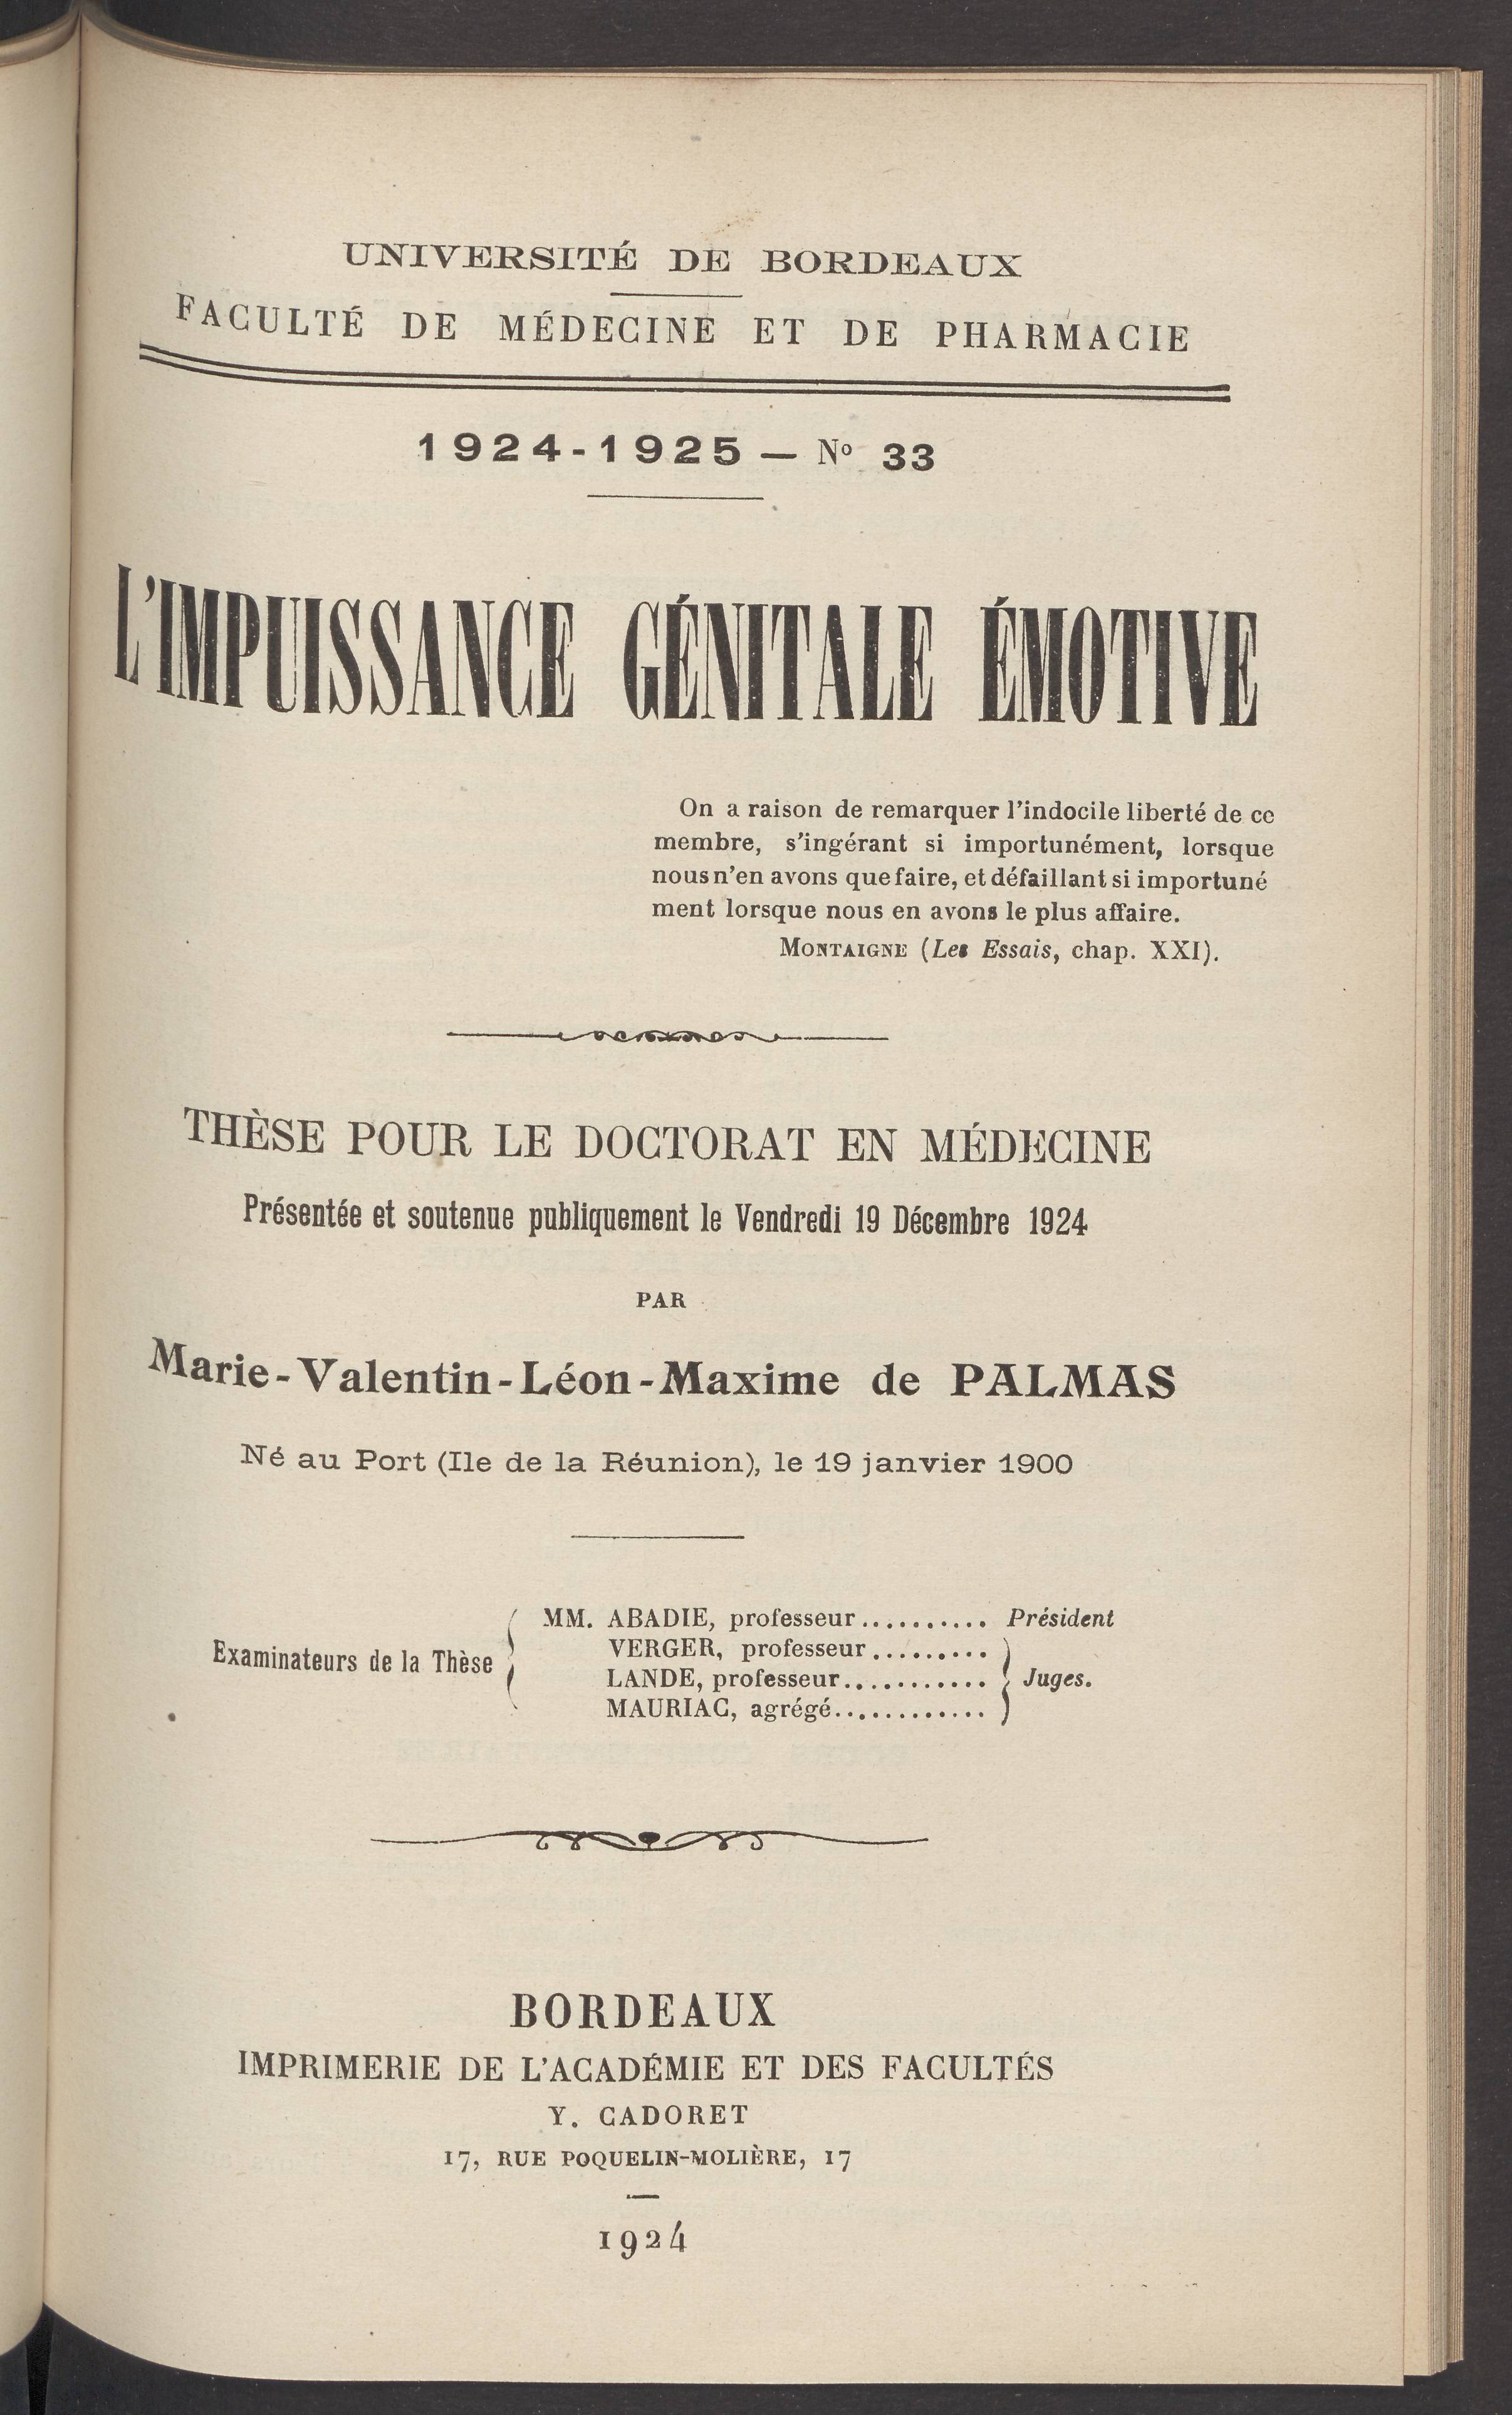 UNIVERSITÉ DE BORDEAUX
FACULTÉ DE MÉDECINE ET DE PHARMACIE
1924-1925 — Nº 33
L'IMPUISSANCE GÉNITALE ÉMOTIVE
On a raison de remarquer l'indocile liberté de ce
membre, s'ingérant si importunément, lorsque
nous n'en avons que faire, et défaillant si importuné
ment lorsque nous en avons le plus affaire.
MONTAIGNE (Les Essais, chap. XXI).
THÈSE POUR LE DOCTORAT EN MÉDECINE
Présentée et soutenue publiquement le Vendredi 19 Décembre 1924
PAR
Marie-Valentin-Léon-Maxime de PALMAS
Né au Port (Ile de la Réunion), le 19 janvier 1900
MM. ABADIE, professeur.......... Président
VERGER, professeur.........
Examinateurs de la Thèse
LANDE, professeur............ Juges.
MAURIAC, agrégé.............
BORDEAUX
IMPRIMERIE DE L'ACADÉMIE ET DES FACULTÉS
Y. CADORET
17, RUE POQUELIN-MOLIÈRE, 17
1924